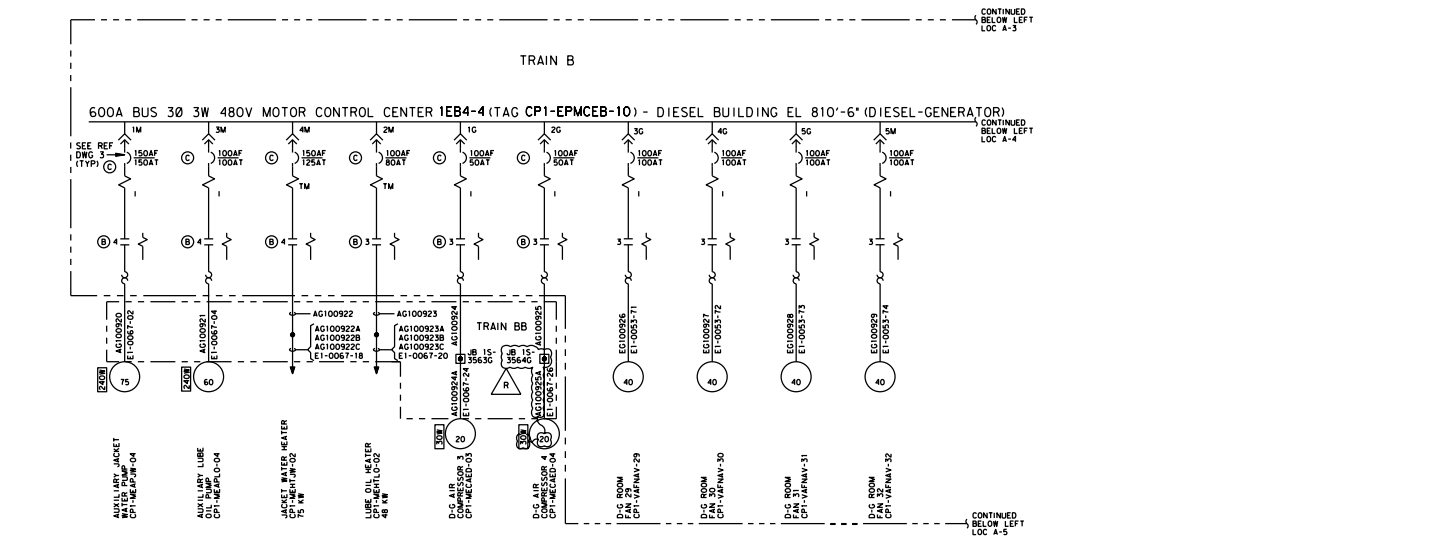 CONTINUED
BELOW LEFT
LOC A-3
TRAIN B
600A BUS 3Ø 3W 480V MOTOR CONTROL CENTER 1EB4-4 (TAG CP1-EPMCEB-10) - DIESEL BUILDING EL 810'-6" (DIESEL-GENERATOR)
CONTINUED
BELOW LEFT
LOC A-4
1M 3M 4M 2M 1G 2G 3G 4G 5G 5M
SEE REF
DWG 3
(TYP)
C
150AF
150AT
C
100AF
100AT
C
150AF
125AT
C
100AF
80AT
C
100AF
50AT
C
100AF
50AT
100AF
100AT
100AF
100AT
100AF
100AT
100AF
100AT
I I TM TM I I I I I I
B 4 B 4 B 4 B 3 B 3 B 3 3 3 3 3
AG100920
E1-0067-02
AG100921
E1-0067-04
AG100922
AG100922A
AG100922B
AG100922C
E1-0067-18
AG100923
AG100923A
AG100923B
AG100923C
E1-0067-20
AG100924
TRAIN BB
AG100925
JB 1S-
3563G
JB 1S-
3564G
AG100924A
E1-0067-24
R
AG100925A
E1-0067-26
EG100926
E1-0053-71
EG100927
E1-0053-72
EG100928
E1-0053-73
EG100929
E1-0053-74
240W
75
240W
60
30W
20
30W
20
40
40
40
40
AUXILIARY JACKET
WATER PUMP
CP1-MEAPJW-04
AUXILIARY LUBE
OIL PUMP
CP1-MEAPLO-04
JACKET WATER HEATER
CP1-MEHTJW-02
75 KW
LUBE OIL HEATER
CP1-MEHTLO-02
48 KW
D-G AIR
COMPRESSOR 3
CP1-MECAED-03
D-G AIR
COMPRESSOR 4
CP1-MECAED-04
D-G ROOM
FAN 29
CP1-VAFNAV-29
D-G ROOM
FAN 30
CP1-VAFNAV-30
D-G ROOM
FAN 31
CP1-VAFNAV-31
D-G ROOM
FAN 32
CP1-VAFNAV-32
CONTINUED
BELOW LEFT
LOC A-5